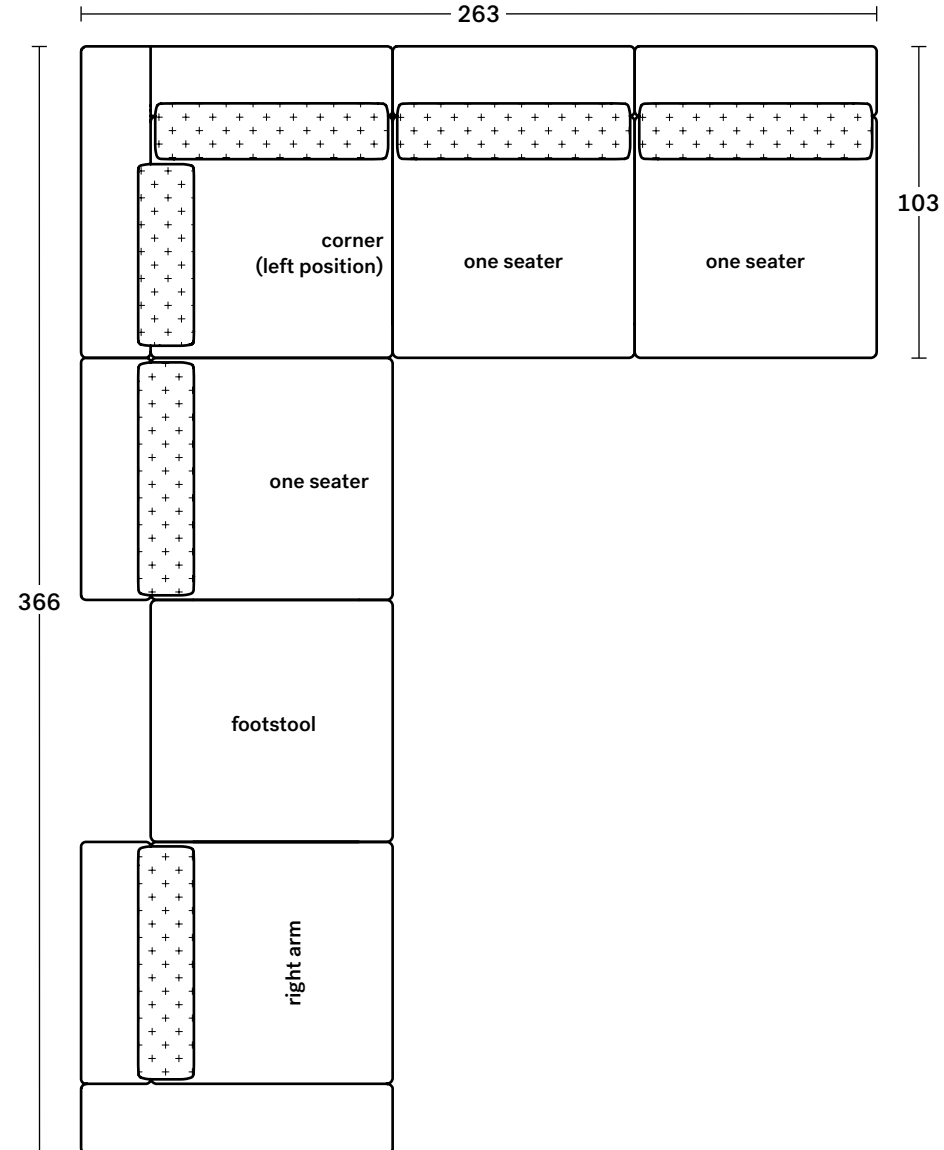 263
103
corner
(left position)
one seater
one seater
one seater
366
footstool
right arm